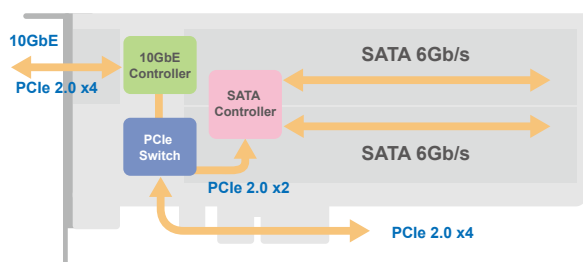 10GbE
PCIe 2.0 x4
10GbE
Controller
SATA
Controller
PCIe
Switch
PCIe 2.0 x2
SATA 6Gb/s
SATA 6Gb/s
PCIe 2.0 x4